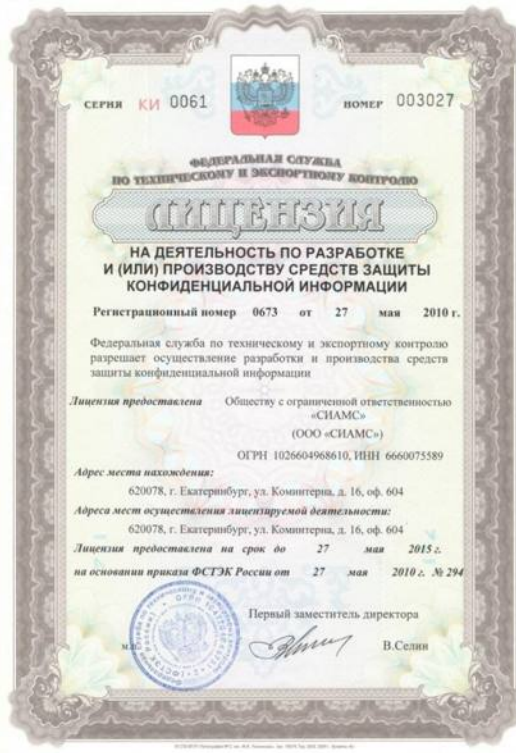 СЕРИЯ КИ 0061 НОМЕР 003027
ФЕДЕРАЛЬНАЯ СЛУЖБА
ПО ТЕХНИЧЕСКОМУ И ЭКСПОРТНОМУ КОНТРОЛЮ
ЛИЦЕНЗИЯ
НА ДЕЯТЕЛЬНОСТЬ ПО РАЗРАБОТКЕ
И (ИЛИ) ПРОИЗВОДСТВУ СРЕДСТВ ЗАЩИТЫ
КОНФИДЕНЦИАЛЬНОЙ ИНФОРМАЦИИ
Регистрационный номер 0673 от 27 мая 2010 г.
Федеральная служба по техническому и экспортному контролю
разрешает осуществление разработки и производства средств
защиты конфиденциальной информации
Лицензия предоставлена Обществу с ограниченной ответственностью
«СИАМС»
(ООО «СИАМС»)
ОГРН 1026604968610, ИНН 6660075589
Адрес места нахождения:
620078, г. Екатеринбург, ул. Коминтерна, д. 16, оф. 604
Адреса мест осуществления лицензируемой деятельности:
620078, г. Екатеринбург, ул. Коминтерна, д. 16, оф. 604
Лицензия предоставлена на срок до 27 мая 2015 г.
на основании приказа ФСТЭК России от 27 мая 2010 г. № 294
Первый заместитель директора
В.Селин